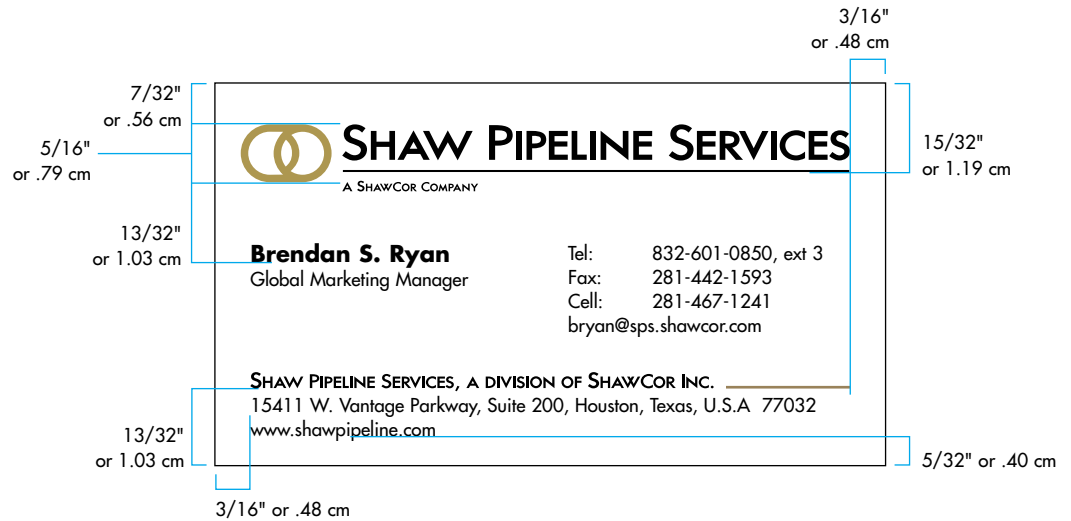 3/16"
or .48 cm
7/32"
or .56 cm
5/16"
or .79 cm
13/32"
or 1.03 cm
SHAW PIPELINE SERVICES
A SHAWCOR COMPANY
15/32"
or 1.19 cm
Brendan S. Ryan
Global Marketing Manager
Tel: 832-601-0850, ext 3
Fax: 281-442-1593
Cell: 281-467-1241
bryan@sps.shawcor.com
SHAW PIPELINE SERVICES, A DIVISION OF SHAWCOR INC.
15411 W. Vantage Parkway, Suite 200, Houston, Texas, U.S.A 77032
www.shawpipeline.com
13/32"
or 1.03 cm
5/32" or .40 cm
3/16" or .48 cm